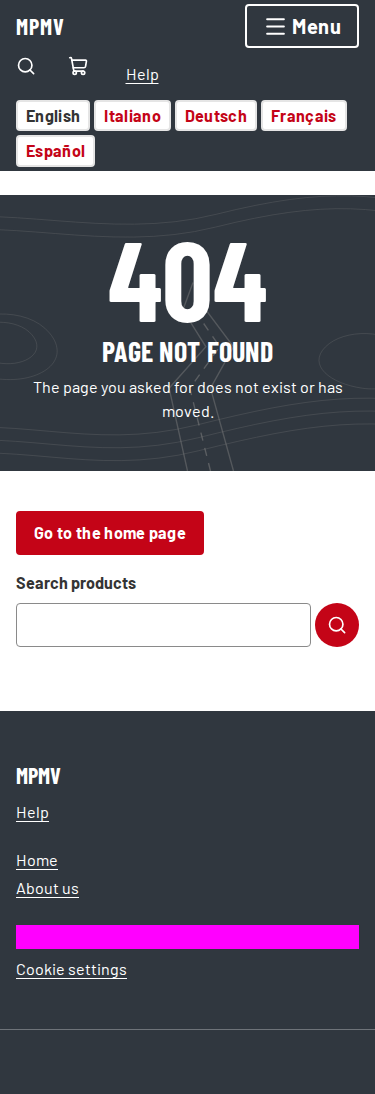 MPMV
Menu
Help
English Italiano Deutsch Français
Español
404
PAGE NOT FOUND
The page you asked for does not exist or has
moved.
Go to the home page
Search products
MPMV
Help
Home
About us
Cookie settings